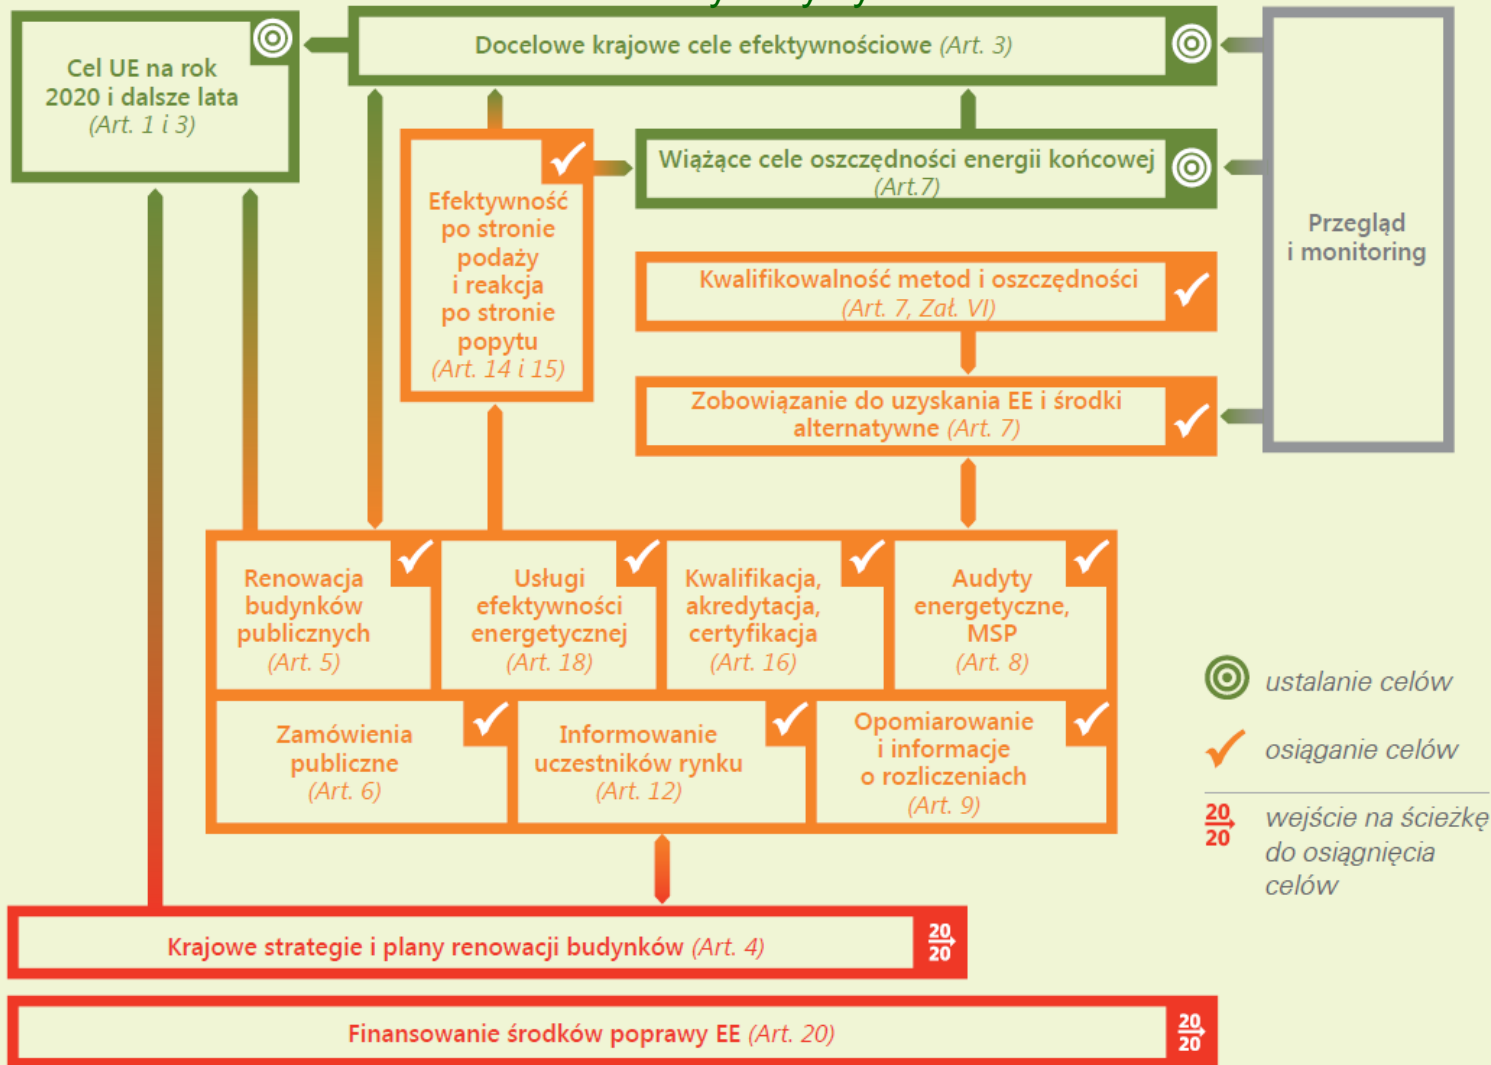 Cel UE na rok
2020 i dalsze lata
(Art. 1 i 3)
Docelowe krajowe cele efektywnościowe (Art. 3)
Efektywność
po stronie
podaży
i reakcja
po stronie
popytu
(Art. 14 i 15)
Wiążące cele oszczędności energii końcowej
(Art.7)
Kwalifikowalność metod i oszczędności
(Art. 7, Zał. VI)
Zobowiązanie do uzyskania EE i środki
alternatywne (Art. 7)
Przegląd
i monitoring
Renowacja
budynków
publicznych
(Art. 5)
Usługi
efektywności
energetycznej
(Art. 18)
Kwalifikacja,
akredytacja,
certyfikacja
(Art. 16)
Audyty
energetyczne,
MSP
(Art. 8)
Zamówienia
publiczne
(Art. 6)
Informowanie
uczestników rynku
(Art. 12)
Opomiarowanie
i informacje
o rozliczeniach
(Art. 9)
ustalanie celów
osiąganie celów
20
20
wejście na ścieżkę
do osiągnięcia
celów
Krajowe strategie i plany renowacji budynków (Art. 4)
20
20
Finansowanie środków poprawy EE (Art. 20)
20
20